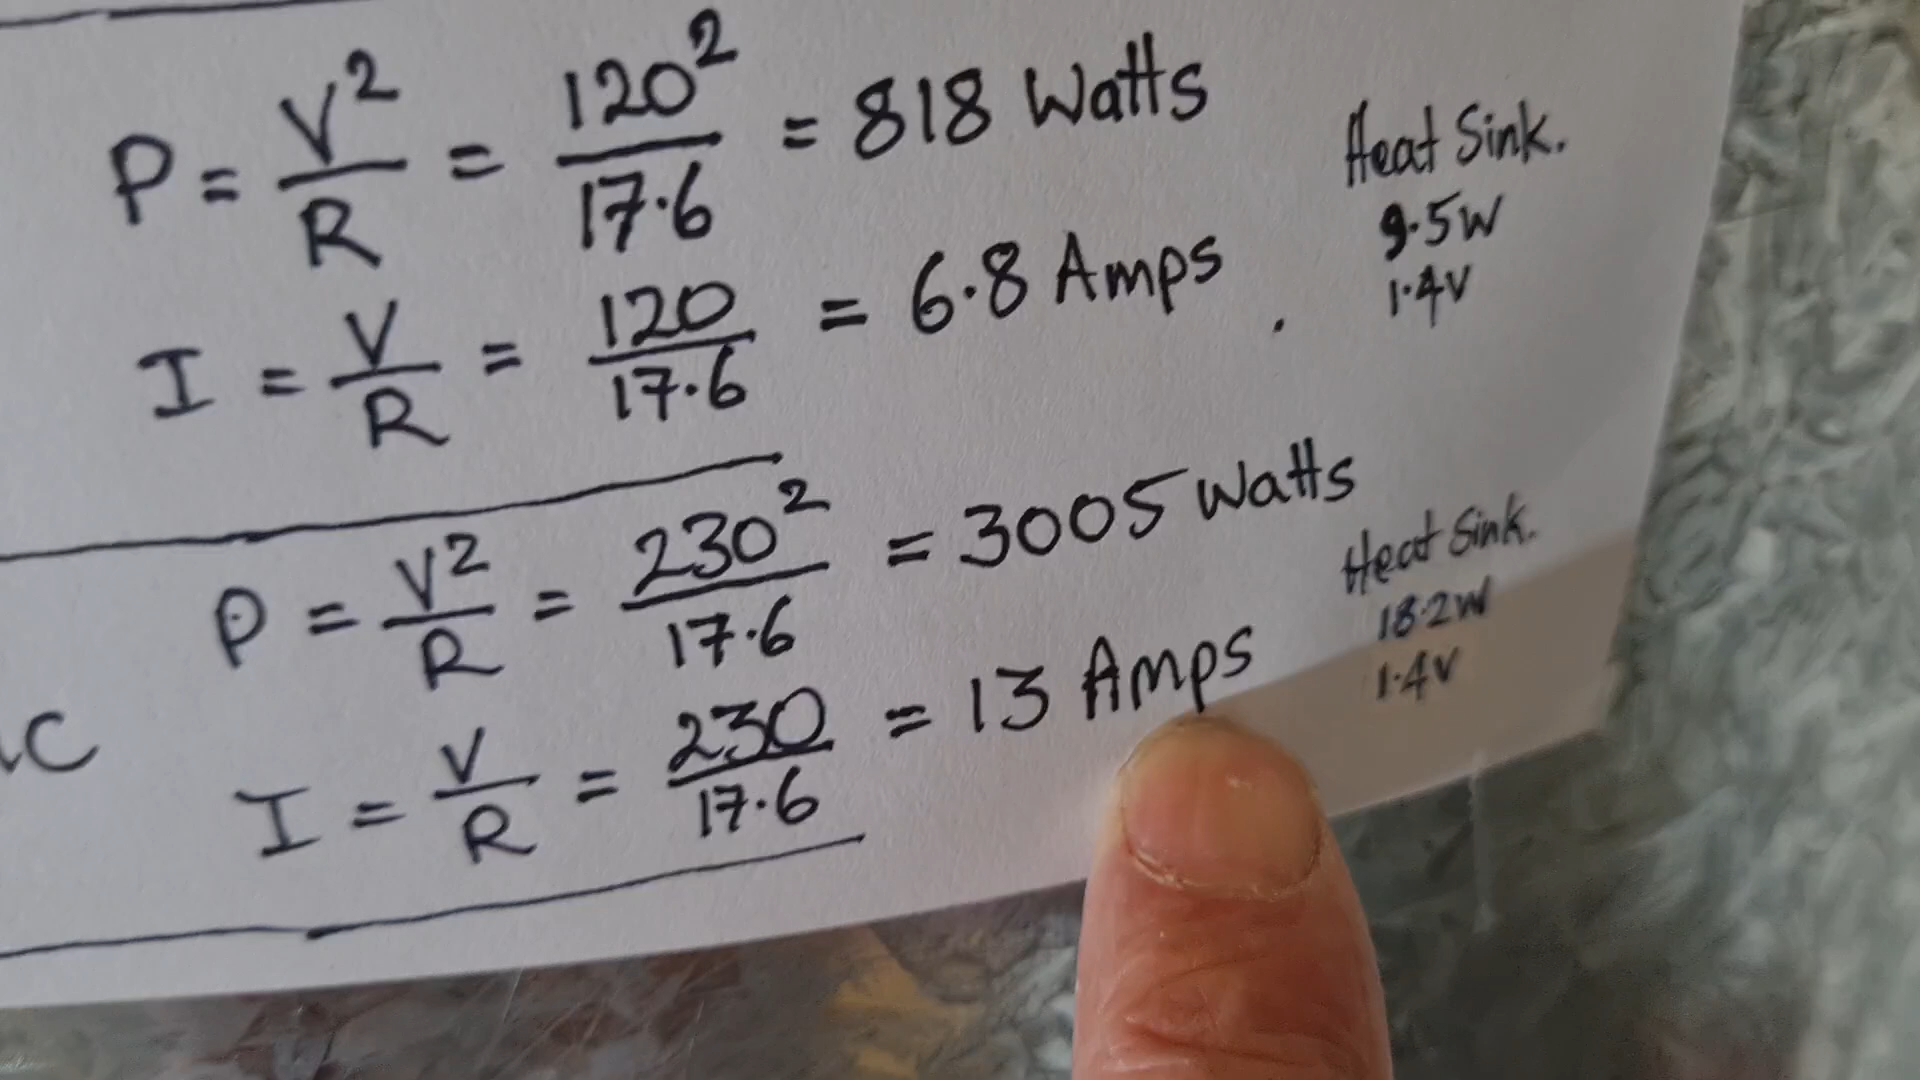 P = V²/R = 120²/17.6 = 818 Watts
I = V/R = 120/17.6 = 6.8 Amps
Heat Sink.
9.5W
1.4V
P = V²/R = 230²/17.6 = 3005 Watts
I = V/R = 230/17.6 = 13 Amps
Heat Sink.
18.2W
1.4V